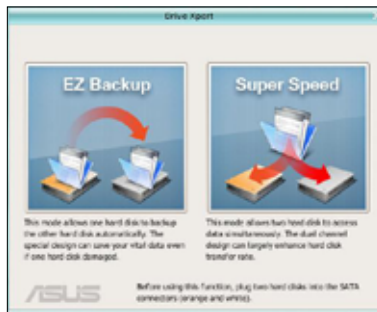 Drive Xpert
EZ Backup
Super Speed
This mode allows one hard disk to backup
the other hard disk automatically. The
special design can save your vital data even
if one hard disk damaged.
This mode allows two hard disk to access
data simultaneously. The dual channel
design can largely enhance hard disk
transfer rate.
ASUS
Before using this function, plug two hard disks into the SATA
connectors (orange and white).